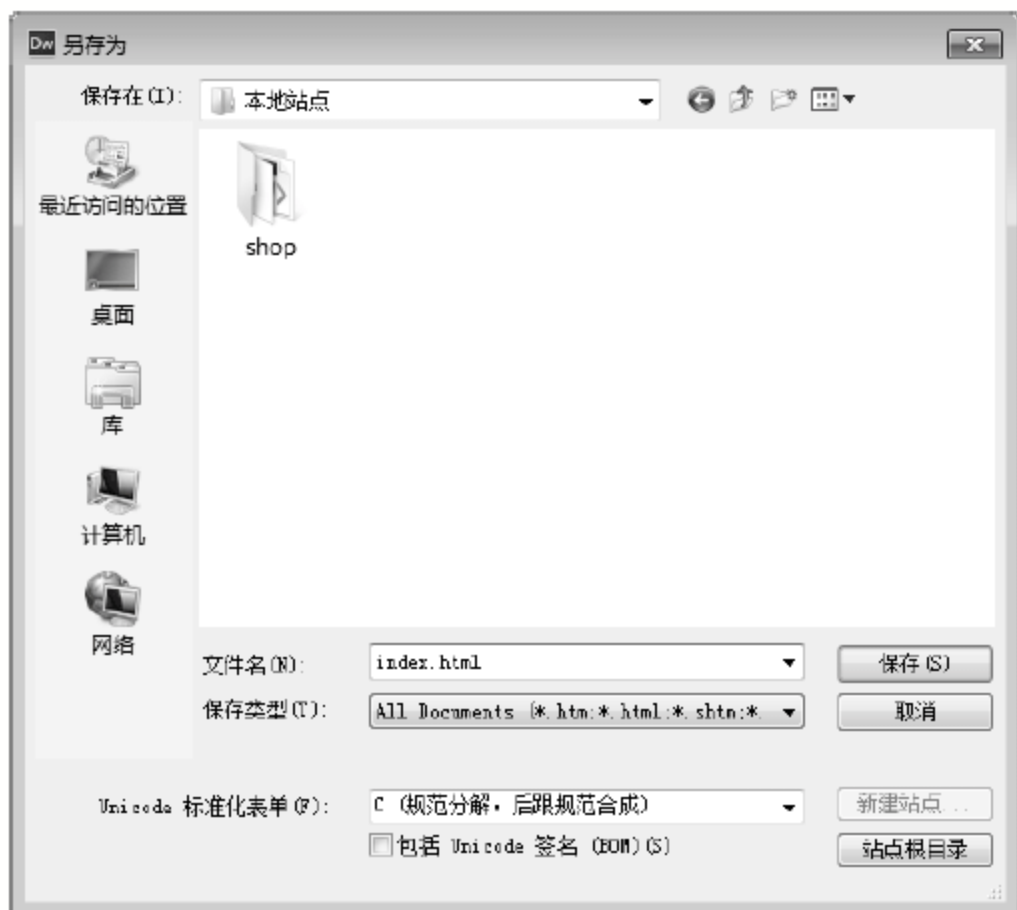 Dw 另存为
保存在(I):
本地站点
最近访问的位置
shop
桌面
库
计算机
网络
文件名(N):
index.html
保存(S)
保存类型(T):
All Documents (*.htm;*.html;*.shtm;*.
取消
Unicode 标准化表单(F):
C (规范分解，后跟规范合成)
新建站点...
包括 Unicode 签名 (BOM)(S)
站点根目录